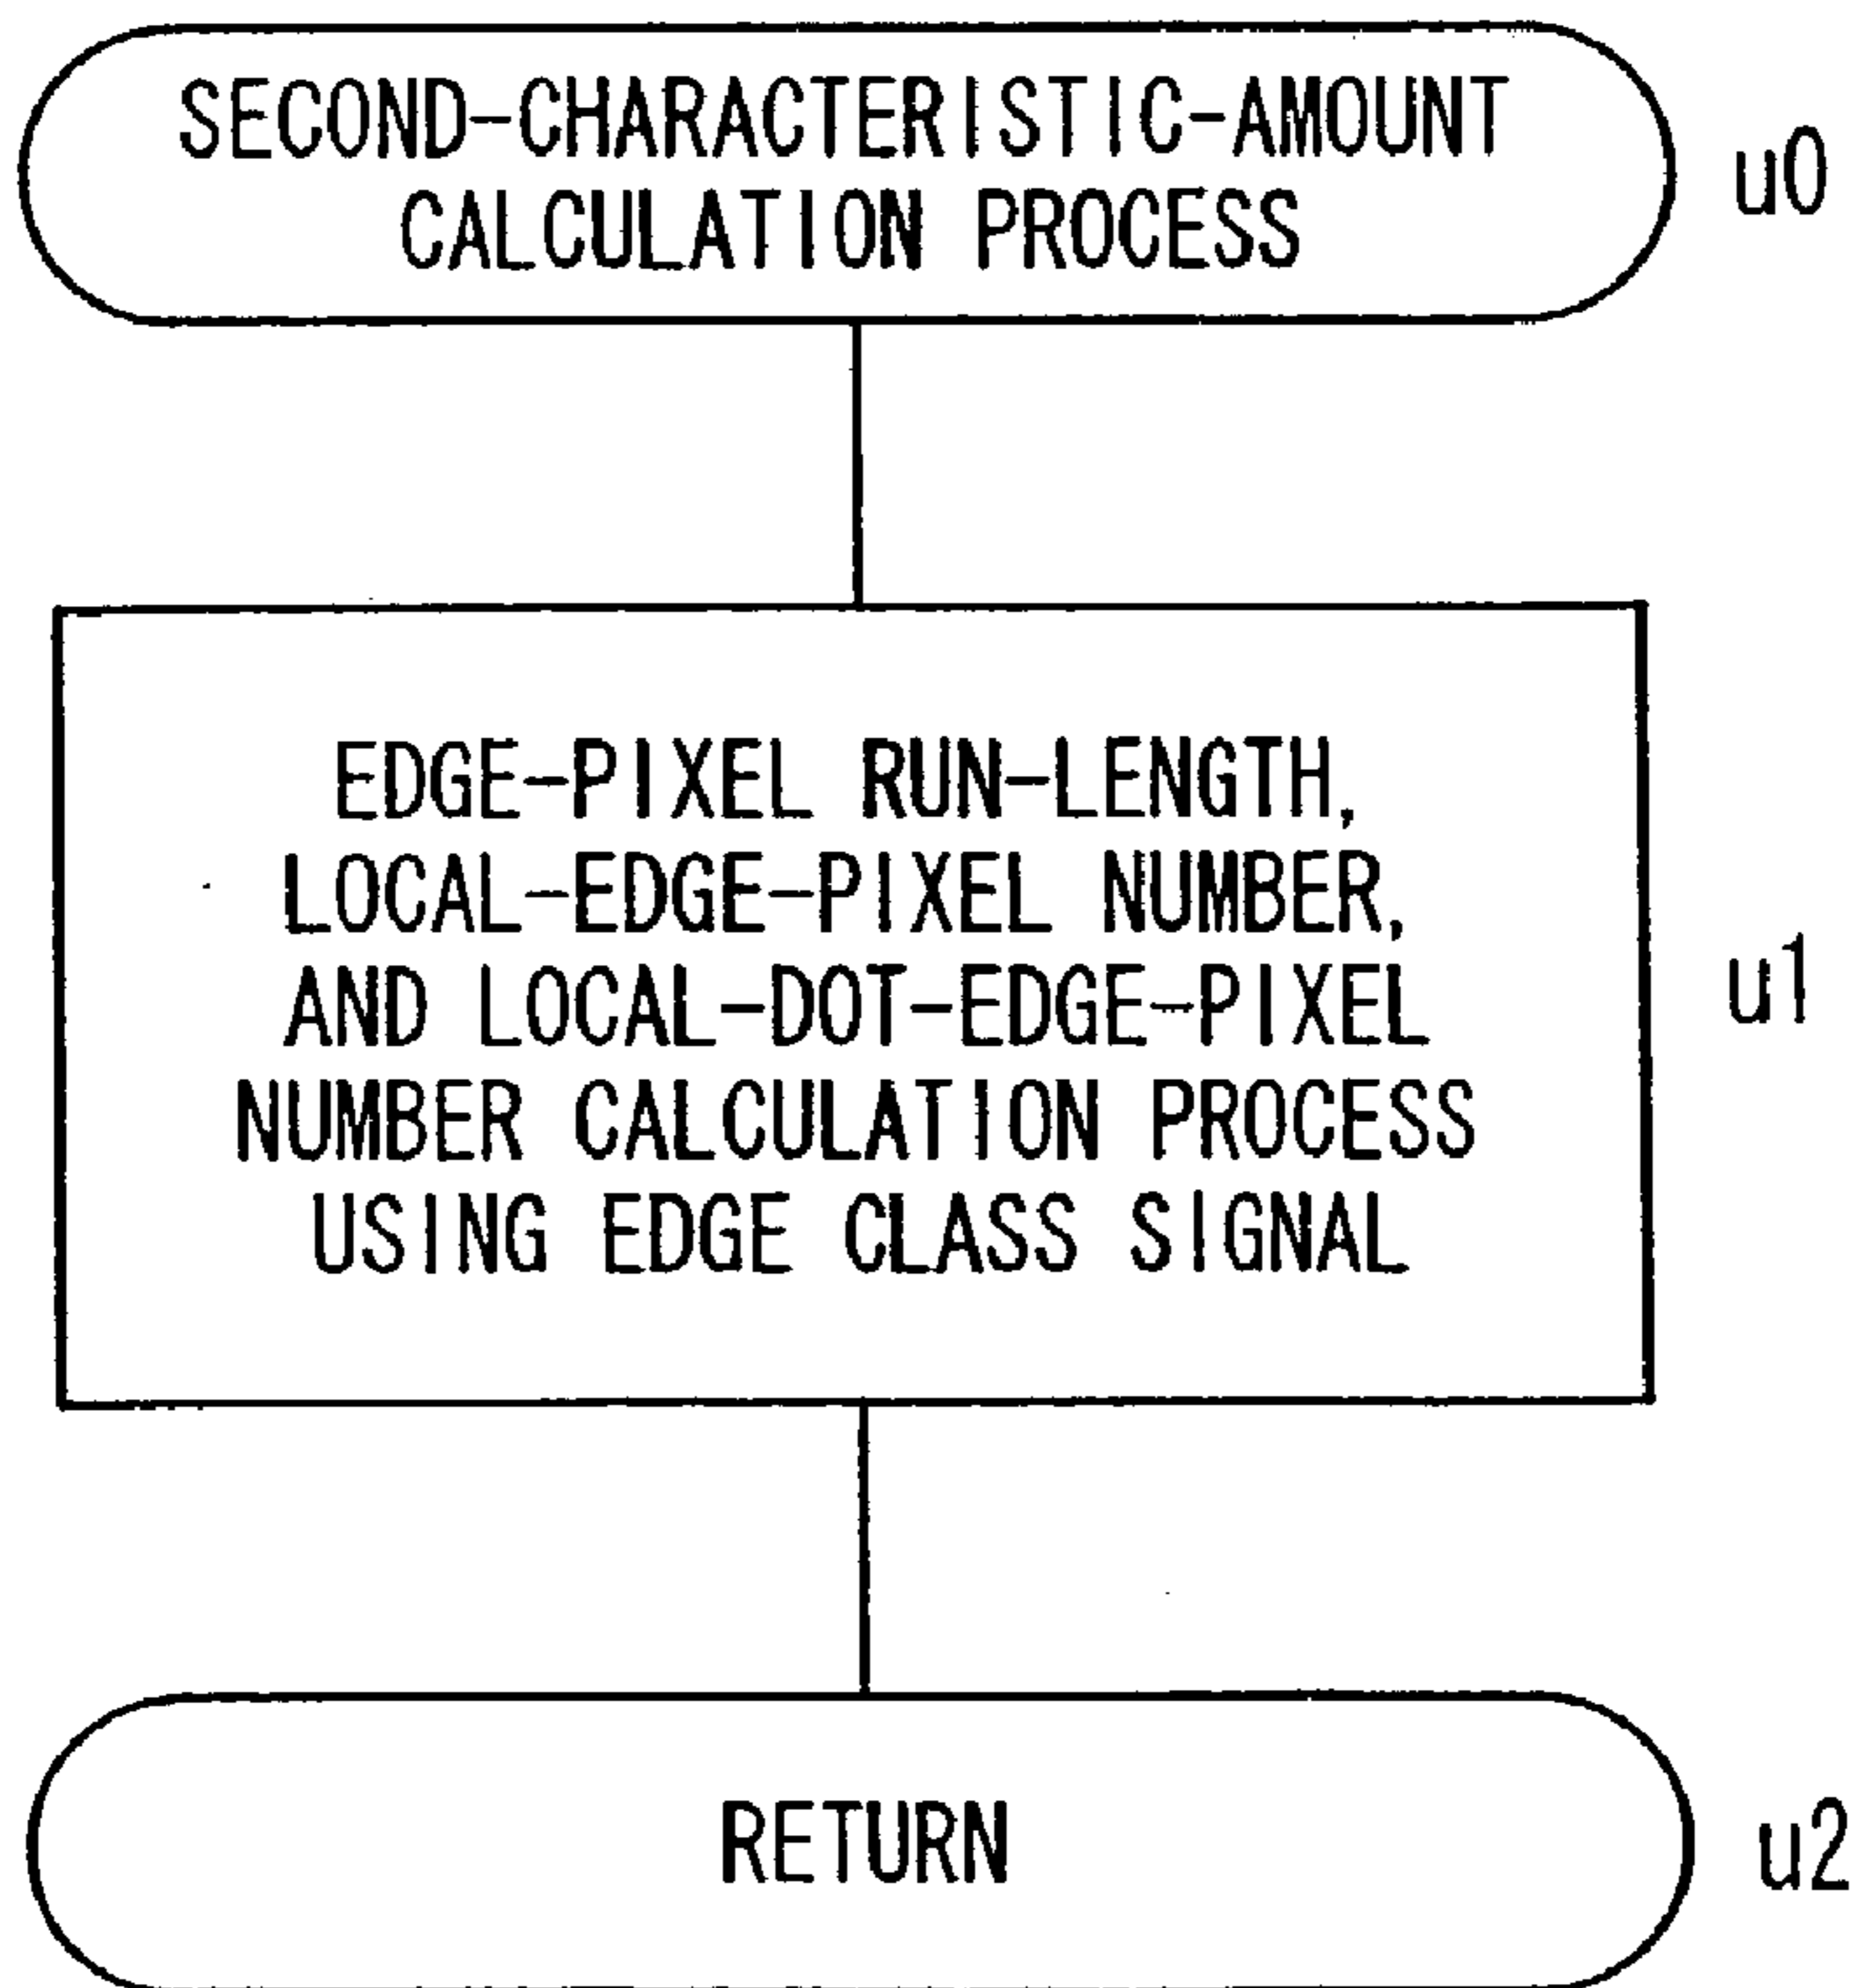 SECOND-CHARACTERISTIC-AMOUNT
CALCULATION PROCESS
u0
EDGE-PIXEL RUN-LENGTH,
LOCAL-EDGE-PIXEL NUMBER,
AND LOCAL-DOT-EDGE-PIXEL
NUMBER CALCULATION PROCESS
USING EDGE CLASS SIGNAL
u1
RETURN
u2